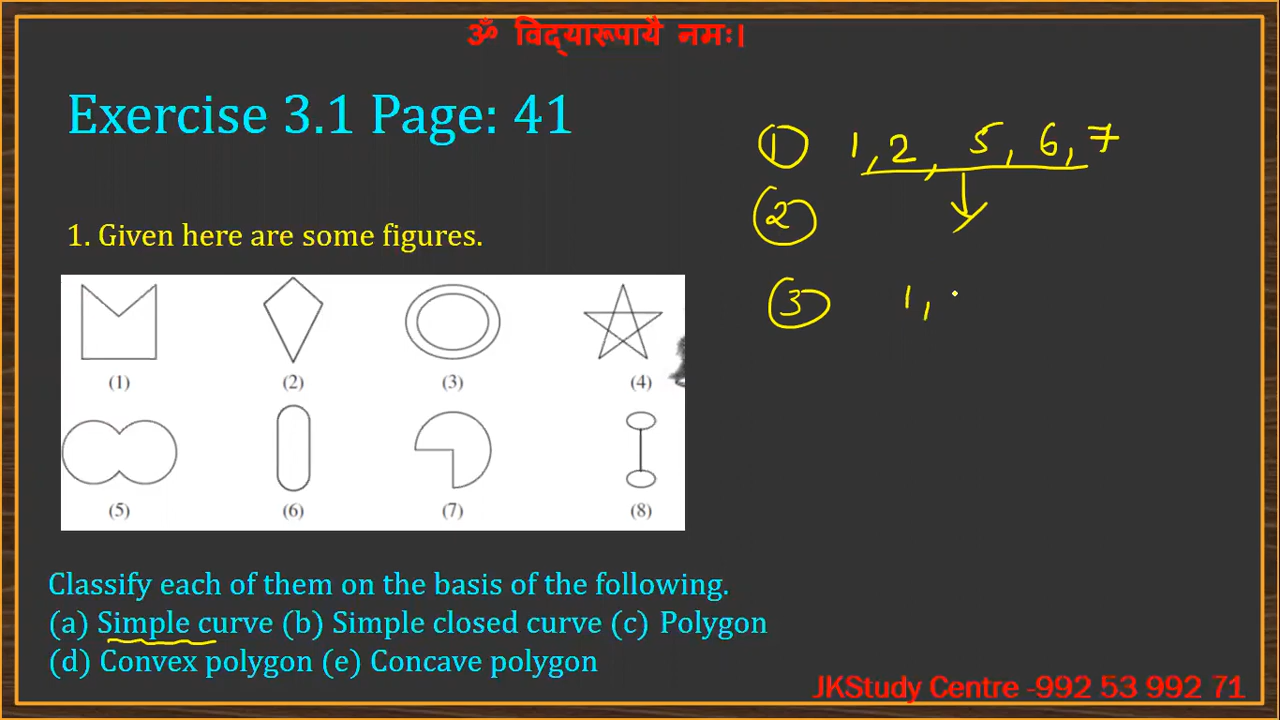 ॐ विद्यारूपायै नमः।
Exercise 3.1 Page: 41
1. Given here are some figures.
(1) (2) (3) (4)
(5) (6) (7) (8)
Classify each of them on the basis of the following.
(a) Simple curve (b) Simple closed curve (c) Polygon
(d) Convex polygon (e) Concave polygon
1 1, 2, 5, 6, 7
2
3 1,
JKStudy Centre -992 53 992 71